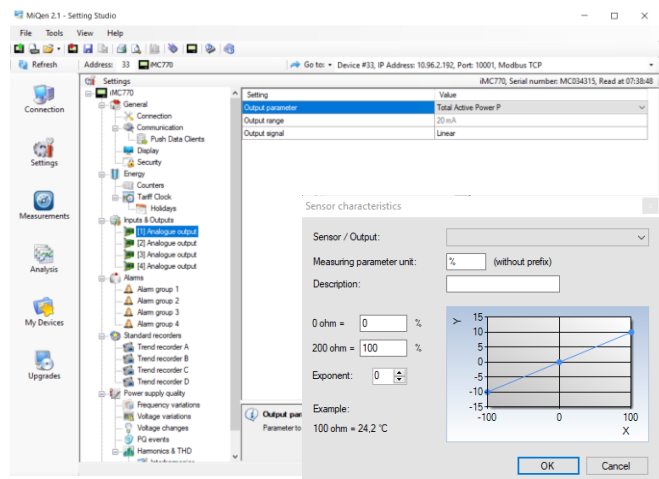 MiQen 2.1 - Setting Studio
File Tools View Help
Refresh Address: 33 iMC770 Go to: Device #33, IP Address: 10.96.2.192, Port: 10001, Modbus TCP
Settings iMC770, Serial number: MC034315, Read at 07:38:48
Connection
Settings
Measurements
Analysis
My Devices
Upgrades
iMC770
General
Connection
Communication
Push Data Clients
Display
Security
Energy
Counters
Tariff Clock
Holidays
Inputs & Outputs
[1] Analogue output
[2] Analogue output
[3] Analogue output
[4] Analogue output
Alarms
Alarm group 1
Alarm group 2
Alarm group 3
Alarm group 4
Standard recorders
Trend recorder A
Trend recorder B
Trend recorder C
Trend recorder D
Power supply quality
Frequency variations
Voltage variations
Voltage changes
PQ events
Hamonics & THD
Setting Value
Output parameter Total Active Power P
Output range 20 mA
Output signal Linear
Output par
Parameter to
Sensor characteristics
Sensor / Output:
Measuring parameter unit: % (without prefix)
Description:
0 ohm = 0 %
200 ohm = 100 %
Exponent: 0
Example:
100 ohm = 24,2 °C
Y
15
10
5
0
-5
-10
-15
-100 0 100
X
OK Cancel